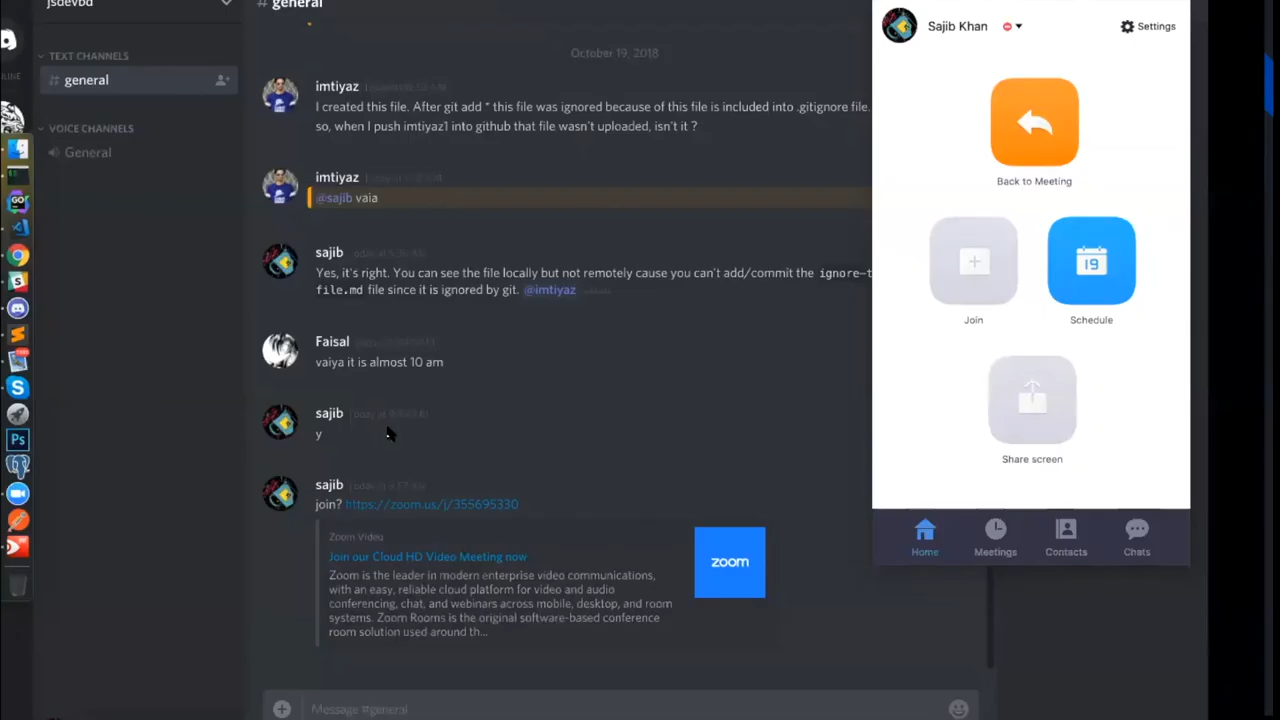 jsdevbd
TEXT CHANNELS
# general
VOICE CHANNELS
General
# general
October 19, 2018
imtiyaz
I created this file. After git add * this file was ignored because of this file is included into .gitignore file.
so, when I push imtiyaz1 into github that file wasn't uploaded, isn't it ?
imtiyaz
@sajib vaia
sajib
Yes, it's right. You can see the file locally but not remotely cause you can't add/commit the ignore-t
file.md file since it is ignored by git. @imtiyaz
Faisal
vaiya it is almost 10 am
sajib
y
sajib
join? https://zoom.us/j/355695330
Zoom Video
Join our Cloud HD Video Meeting now
Zoom is the leader in modern enterprise video communications,
with an easy, reliable cloud platform for video and audio
conferencing, chat, and webinars across mobile, desktop, and room
systems. Zoom Rooms is the original software-based conference
room solution used around th...
zoom
Message #general
Sajib Khan
Settings
Back to Meeting
19
Join
Schedule
Share screen
Home
Meetings
Contacts
Chats
GO
Ps
LINE